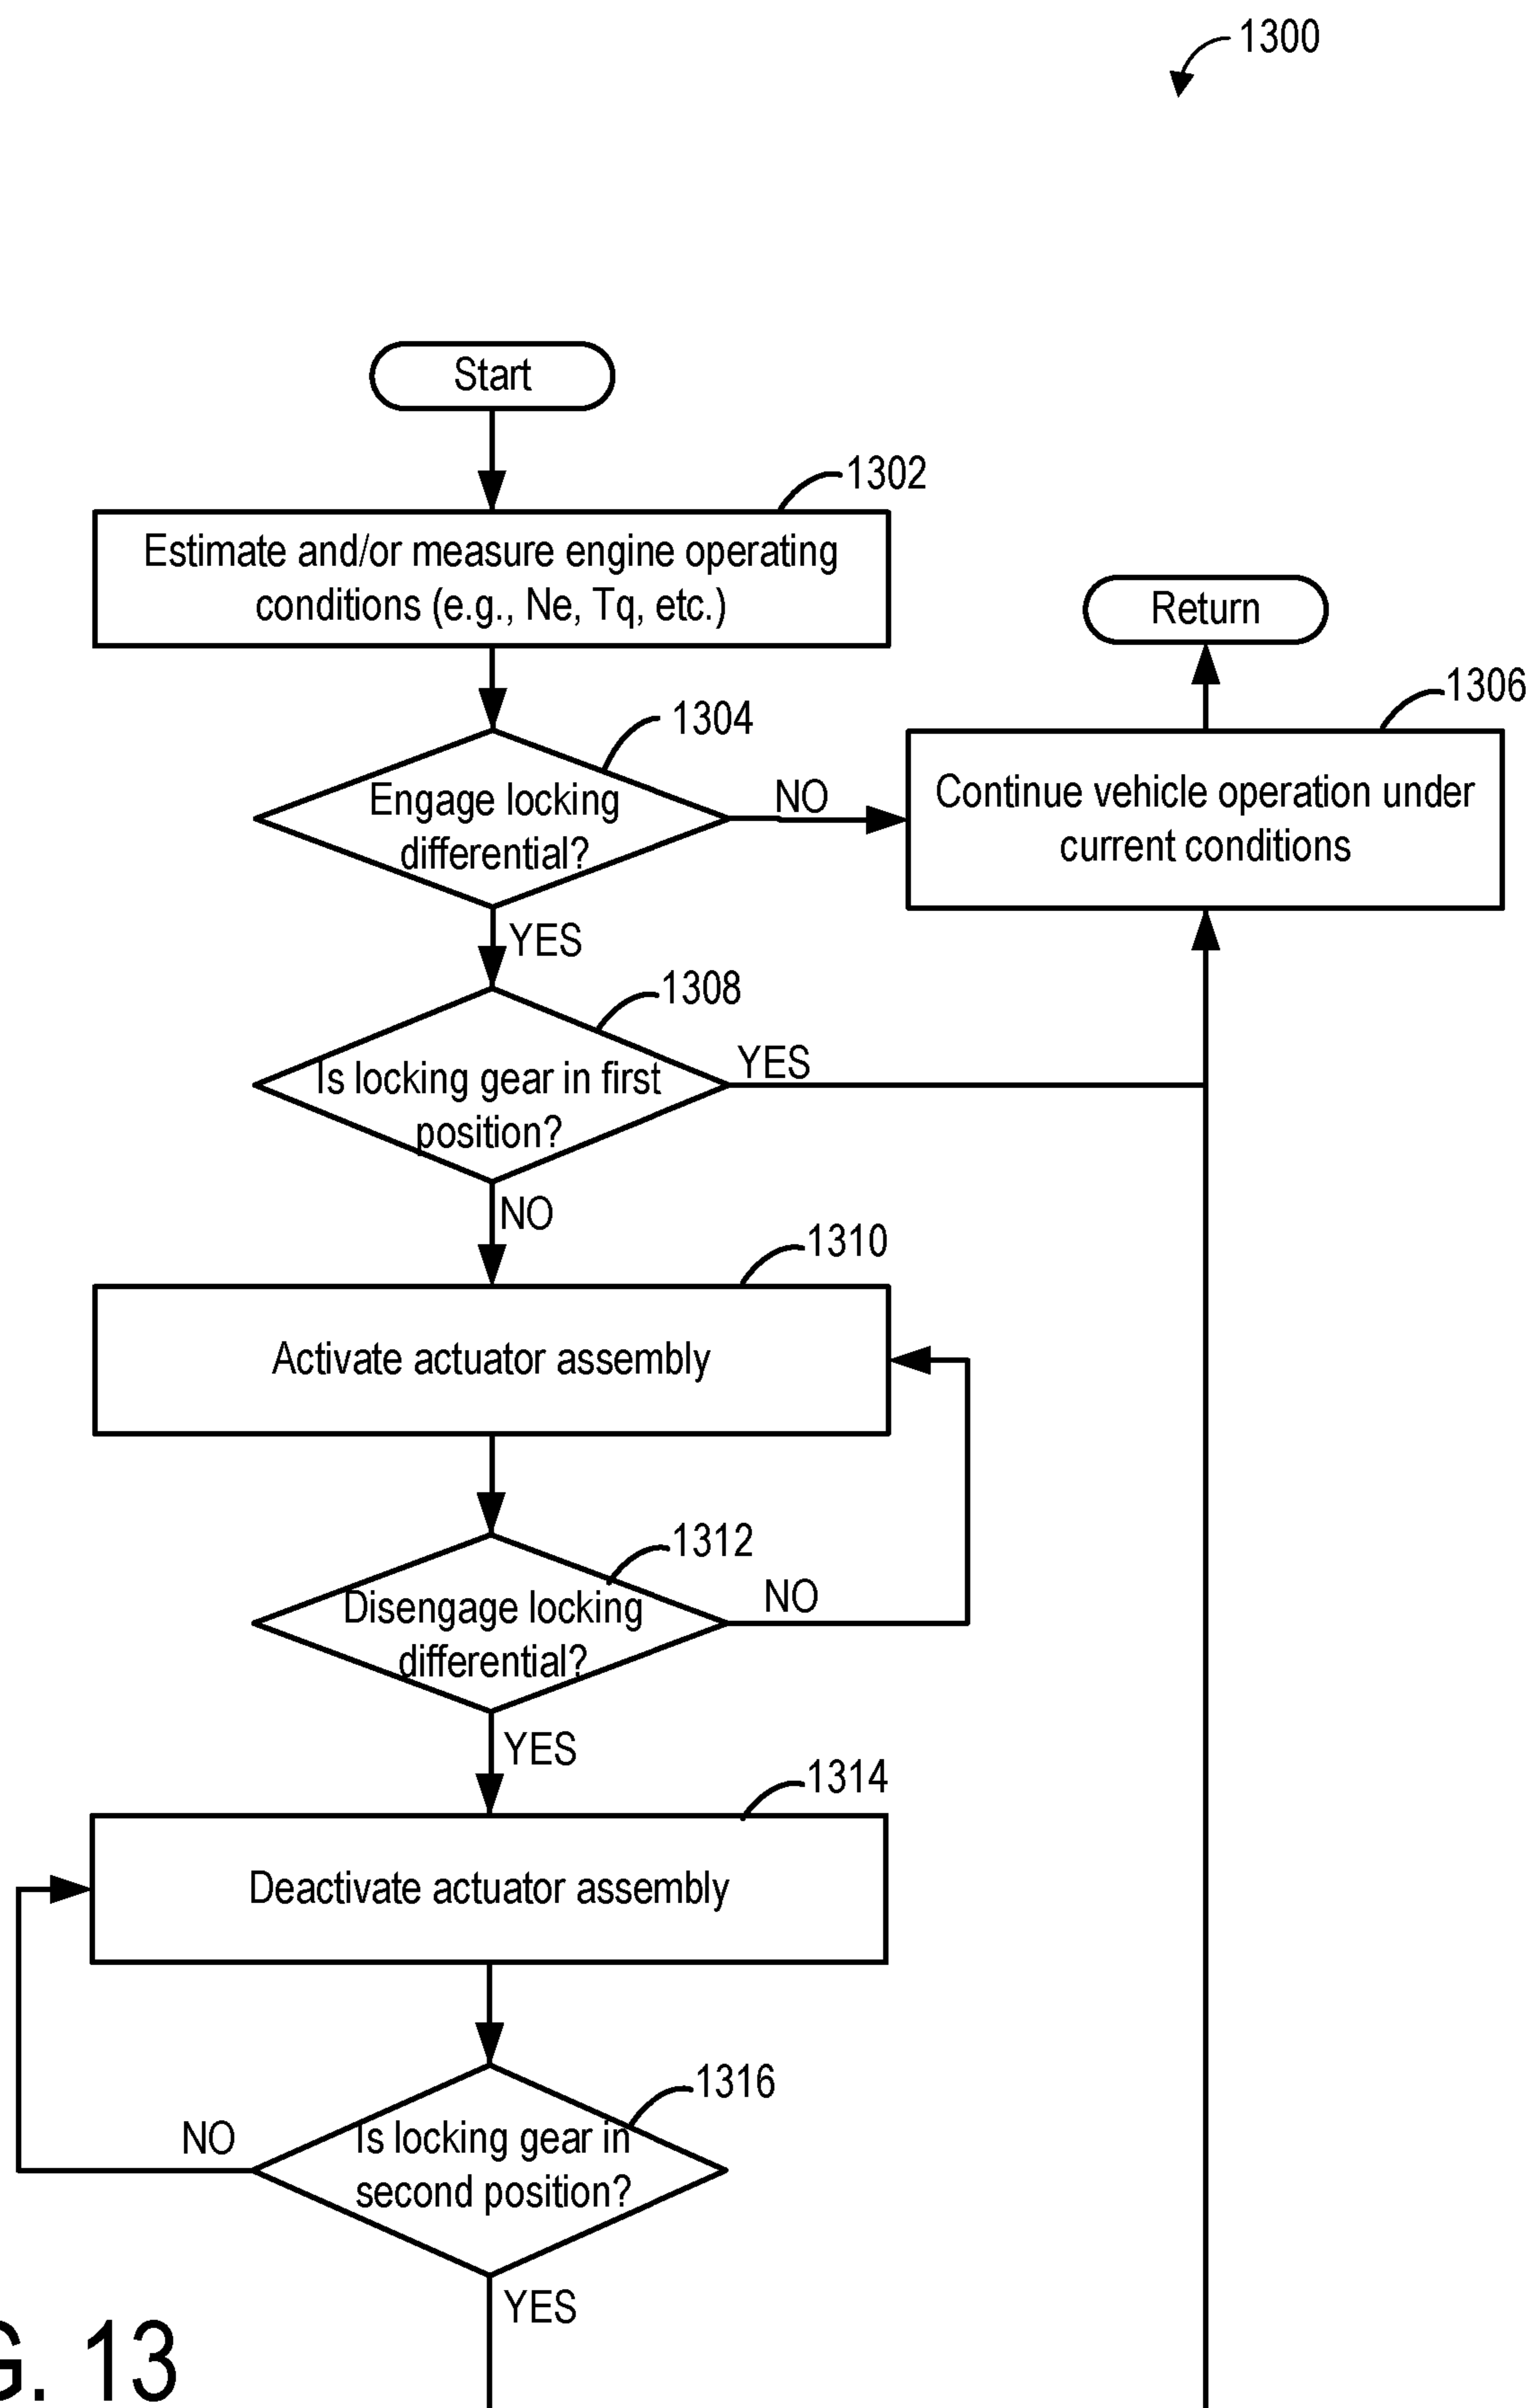 1300
Start
1302
Estimate and/or measure engine operating
conditions (e.g., Ne, Tq, etc.)
Return
1306
1304
Engage locking
differential?
NO
Continue vehicle operation under
current conditions
YES
1308
Is locking gear in first
position?
YES
NO
1310
Activate actuator assembly
1312
Disengage locking
differential?
NO
YES
1314
Deactivate actuator assembly
1316
Is locking gear in
second position?
NO
YES
G. 13